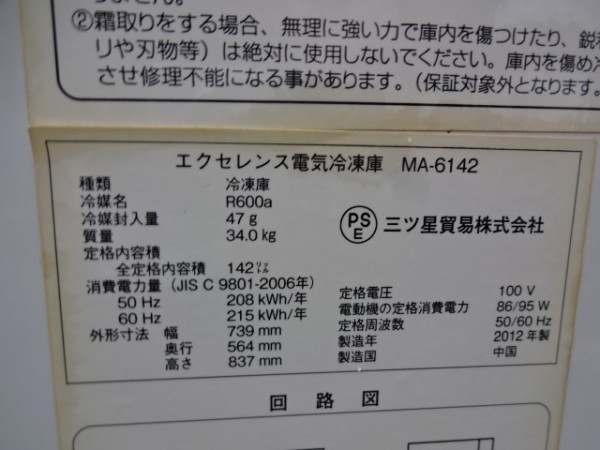 ②霜取りをする場合、無理に強い力で庫内を傷つけたり、鋭
リや刃物等）は絶対に使用しないでください。庫内を傷め冷
させ修理不能になる事があります。（保証対象外となります。
エクセレンス電気冷凍庫 MA-6142
種類 冷凍庫
冷媒名 R600a
冷媒封入量 47 g
質量 34.0 kg
定格内容積
全定格内容積 142㍑
消費電力量（JIS C 9801-2006年）
50 Hz 208 kWh/年
60 Hz 215 kWh/年
外形寸法 幅 739 mm
奥行 564 mm
高さ 837 mm
PS
E
三ツ星貿易株式会社
定格電圧 100 V
電動機の定格消費電力 86/95 W
定格周波数 50/60 Hz
製造年 2012 年製
製造国 中国
回路図